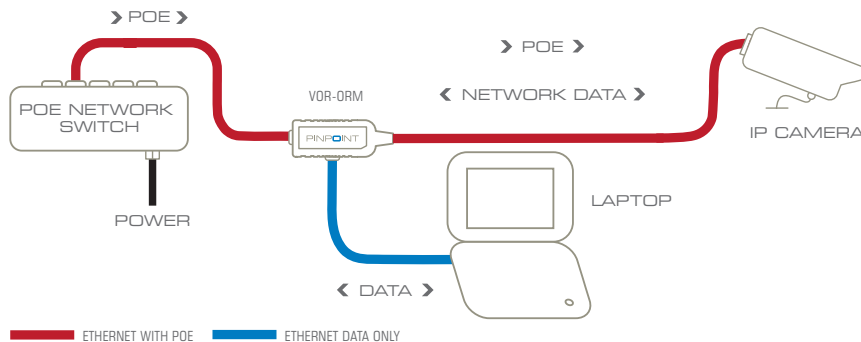 > POE >
> POE >
VOR-ORM
< NETWORK DATA >
POE NETWORK
SWITCH
PINPOINT
IP CAMERA
LAPTOP
POWER
< DATA >
ETHERNET WITH POE
ETHERNET DATA ONLY